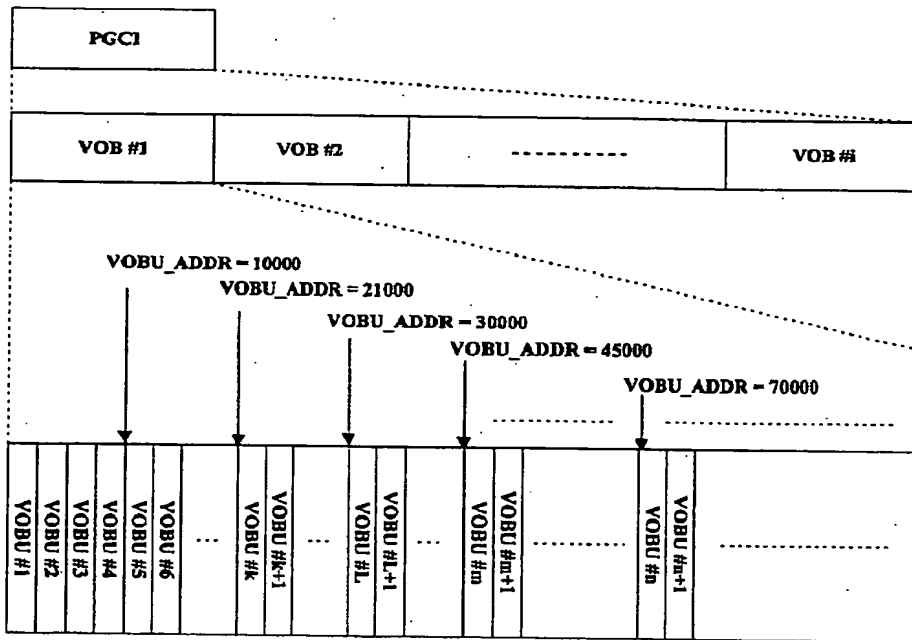 PGCI
VOB #1
VOB #2
VOB #i
VOBU_ADDR = 10000
VOBU_ADDR = 21000
VOBU_ADDR = 30000
VOBU_ADDR = 45000
VOBU_ADDR = 70000
VOBU #1
VOBU #2
VOBU #3
VOBU #4
VOBU #5
VOBU #6
...
VOBU #k
VOBU #k+1
...
VOBU #L
VOBU #L+1
...
VOBU #m
VOBU #m+1
VOBU #n
VOBU #n+1